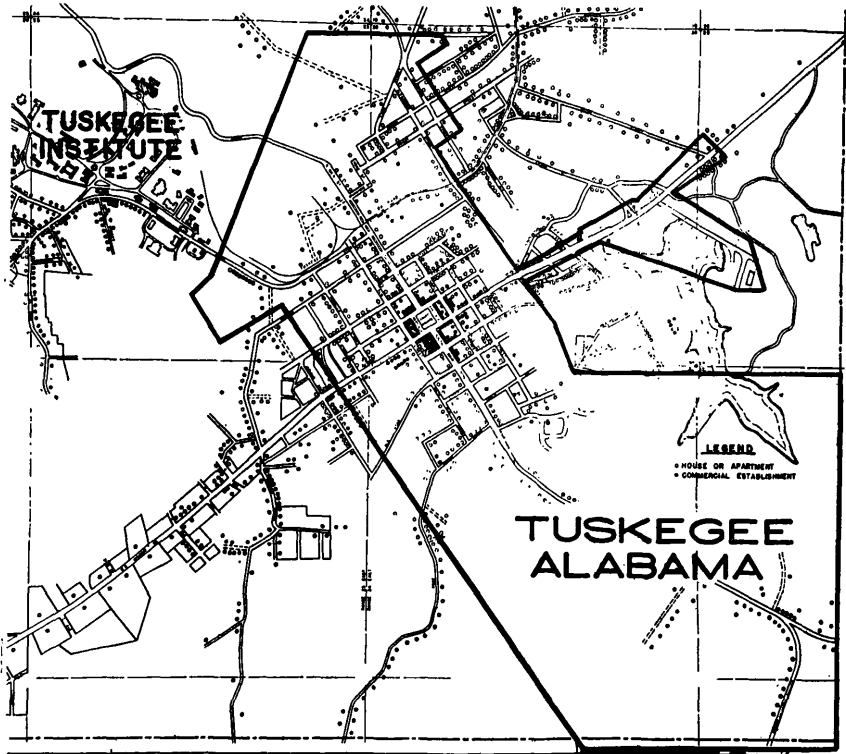 TUSKEGEE
INSTITUTE
LEGEND
HOUSE OR APARTMENT
COMMERCIAL ESTABLISHMENT
TUSKEGEE
ALABAMA